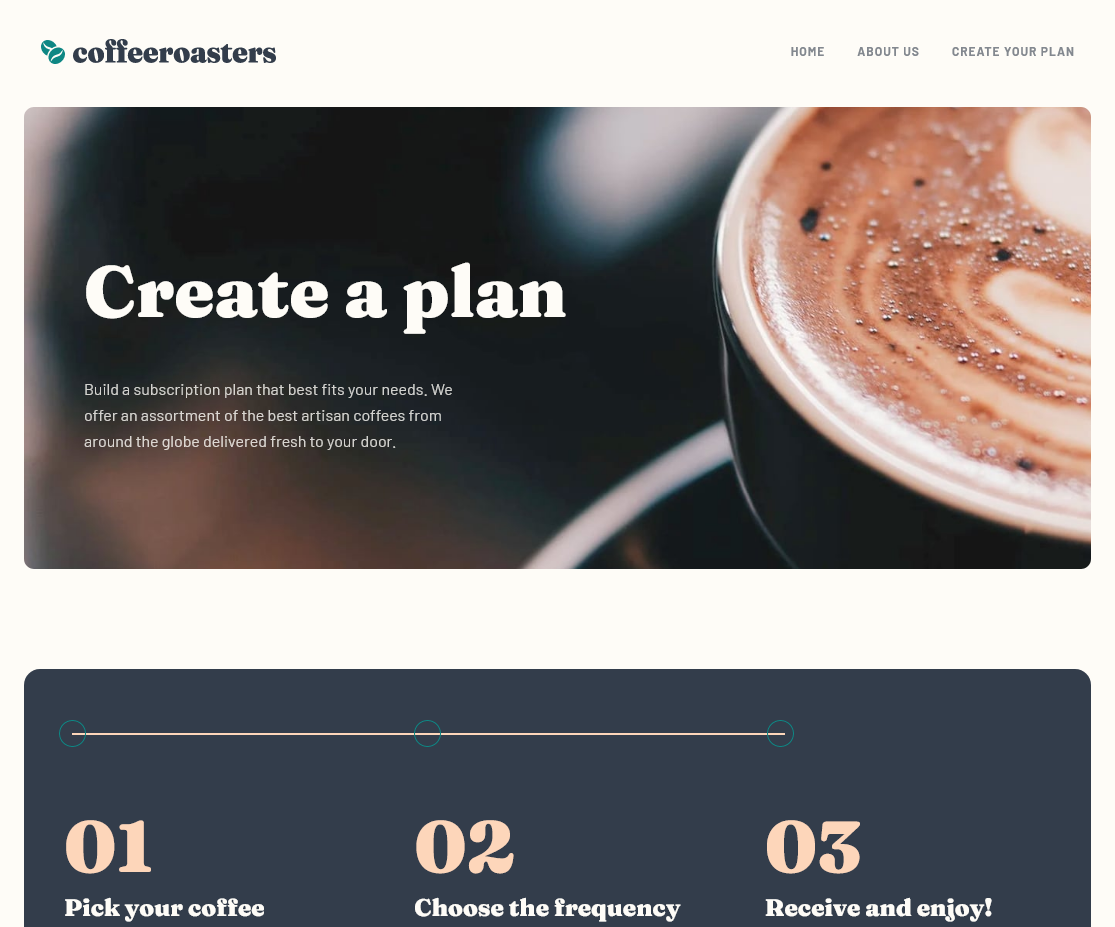 coffeeroasters
HOME ABOUT US CREATE YOUR PLAN
Create a plan
Build a subscription plan that best fits your needs. We
offer an assortment of the best artisan coffees from
around the globe delivered fresh to your door.
01 02 03
Pick your coffee Choose the frequency Receive and enjoy!